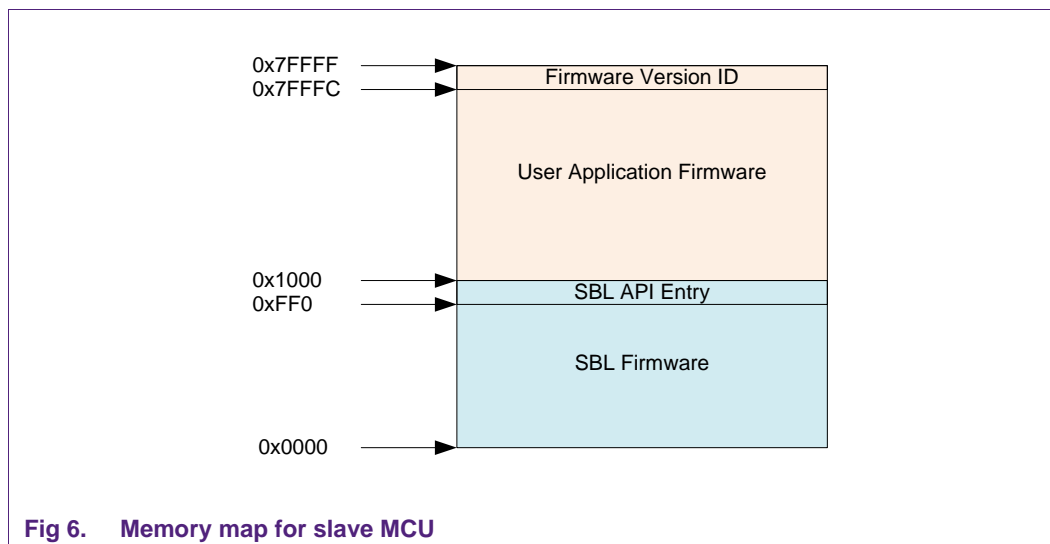 0x7FFFF
Firmware Version ID
0x7FFFC
User Application Firmware
0x1000
SBL API Entry
0xFF0
SBL Firmware
0x0000
Fig 6. Memory map for slave MCU